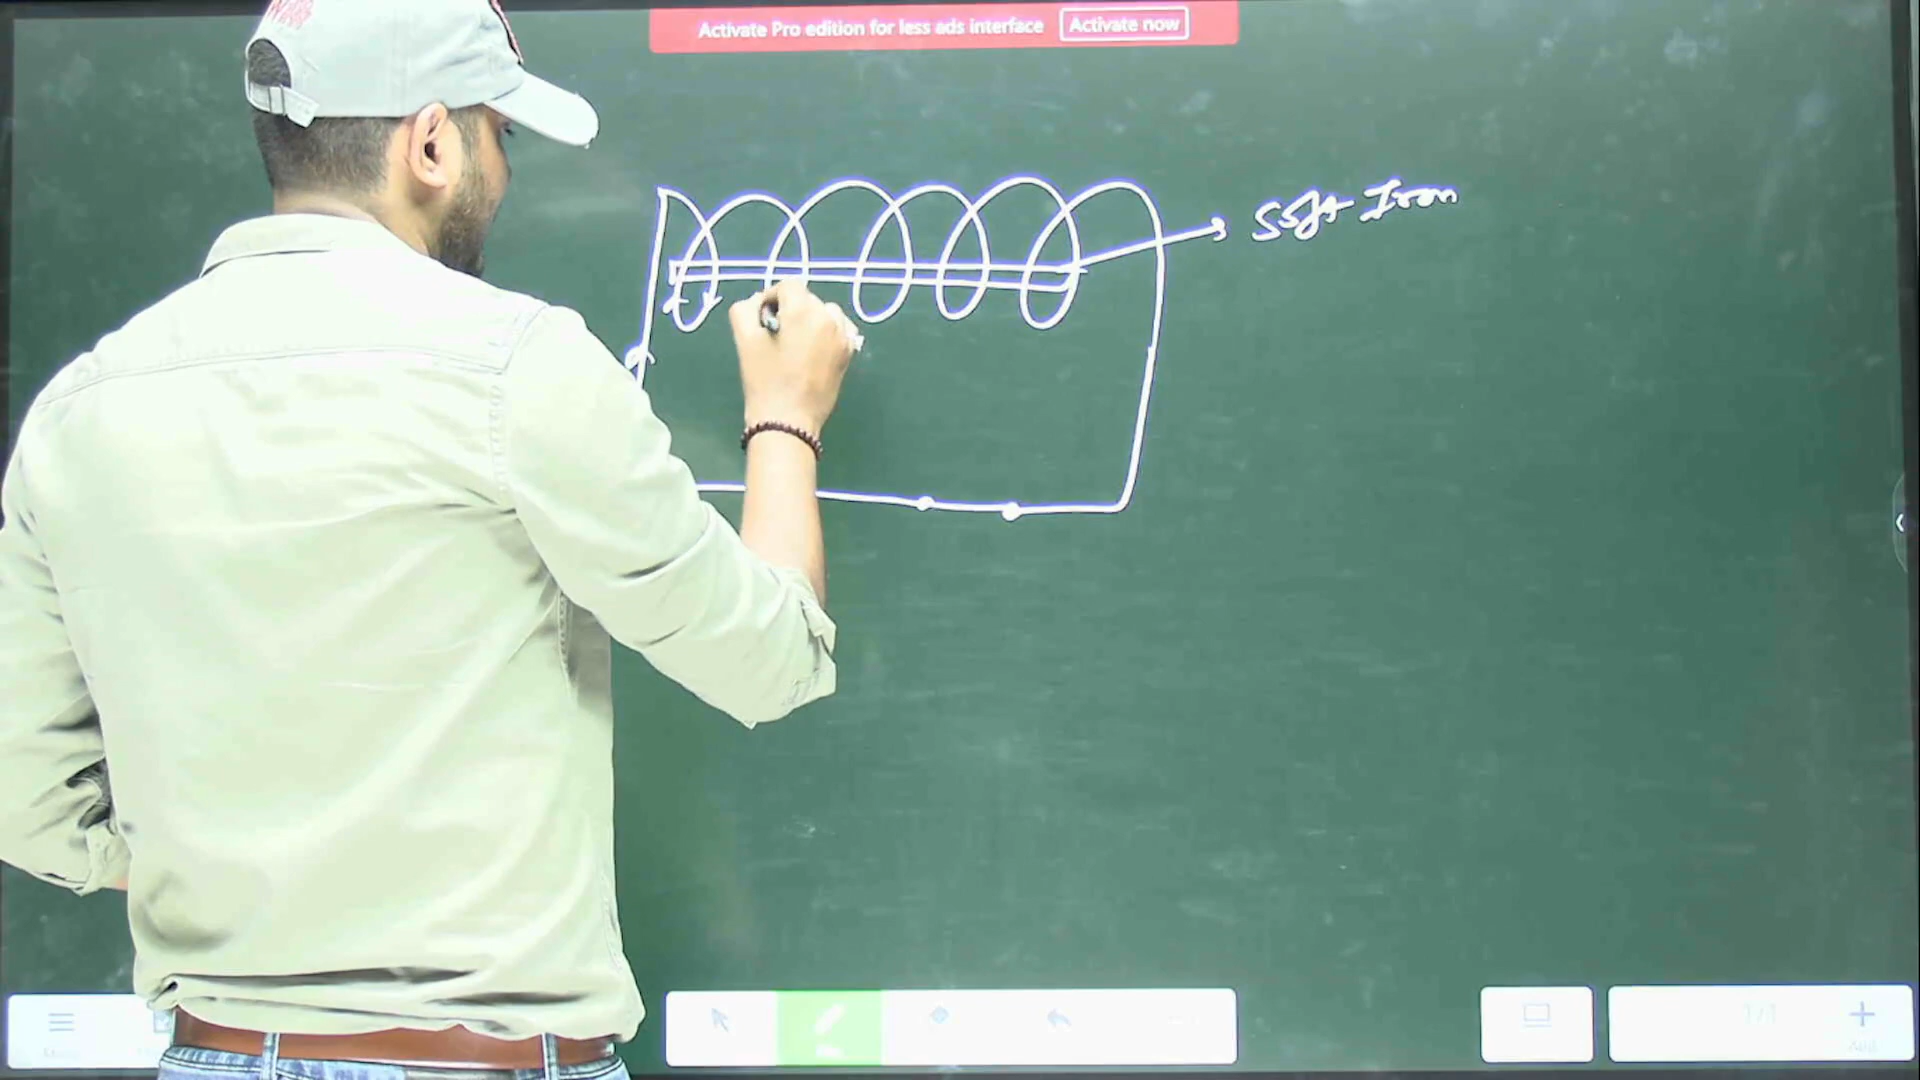 Activate Pro edition for less ads interface Activate now
Soft Iron